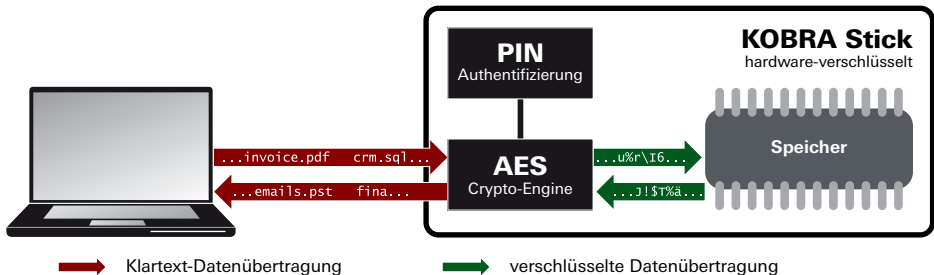 KOBRA Stick
hardware-verschlüsselt
PIN
Authentifizierung
...invoice.pdf crm.sql...
...emails.pst fina...
AES
Crypto-Engine
...u%r\I6...
...J!$T%ä...
Speicher
Klartext-Datenübertragung
verschlüsselte Datenübertragung